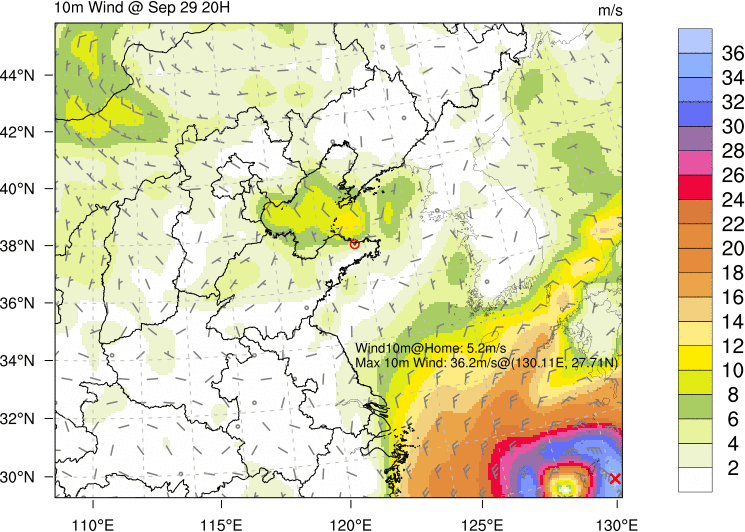 10m Wind @ Sep 29 20H
m/s
44°N
42°N
40°N
38°N
36°N
34°N
32°N
30°N
110°E
115°E
120°E
125°E
130°E
Wind10m@Home: 5.2m/s
Max 10m Wind: 36.2m/s@(130.11E, 27.71N)
36
34
32
30
28
26
24
22
20
18
16
14
12
10
8
6
4
2